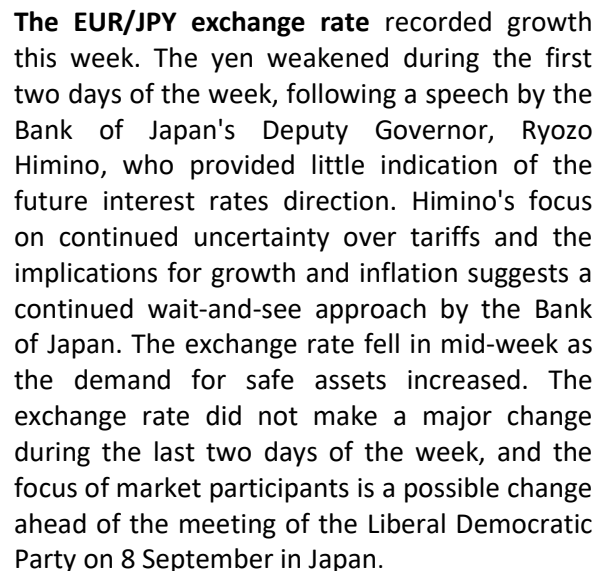 The EUR/JPY exchange rate recorded growth
this week. The yen weakened during the first
two days of the week, following a speech by the
Bank of Japan's Deputy Governor, Ryozo
Himino, who provided little indication of the
future interest rates direction. Himino's focus
on continued uncertainty over tariffs and the
implications for growth and inflation suggests a
continued wait-and-see approach by the Bank
of Japan. The exchange rate fell in mid-week as
the demand for safe assets increased. The
exchange rate did not make a major change
during the last two days of the week, and the
focus of market participants is a possible change
ahead of the meeting of the Liberal Democratic
Party on 8 September in Japan.